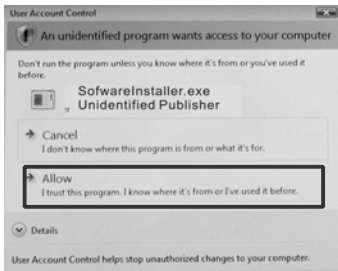 User Account Control
An unidentified program wants access to your computer
Don't run the program unless you know where it's from or you've used it
before.
SofwareInstaller.exe
Unidentified Publisher
Cancel
I don't know where this program is from or what it's for.
Allow
I trust this program. I know where it's from or I've used it before.
Details
User Account Control helps stop unauthorized changes to your computer.